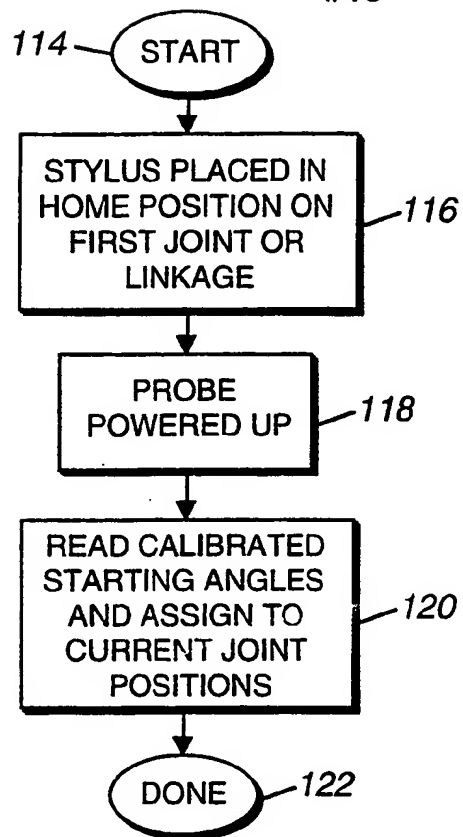 114
START
STYLUS PLACED IN
HOME POSITION ON
FIRST JOINT OR
LINKAGE
116
PROBE
POWERED UP
118
READ CALIBRATED
STARTING ANGLES
AND ASSIGN TO
CURRENT JOINT
POSITIONS
120
DONE
122